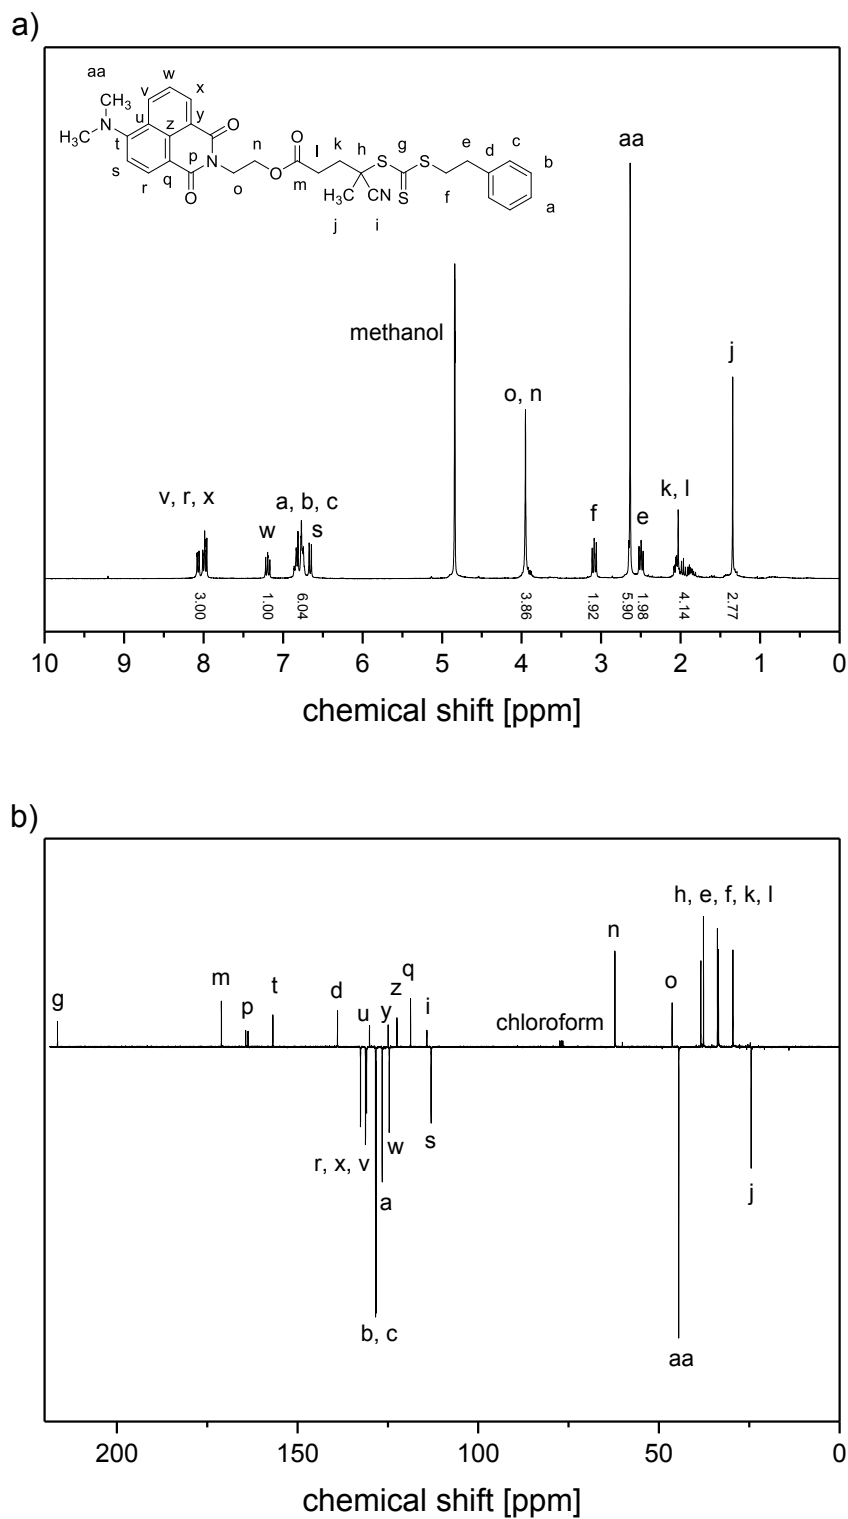 a)
aa
v
w
x
CH₃
u
y
O
z
N
H₃C
t
p
N
n
O
l
k
h
g
e
c
S
S
d
b
s
r
q
O
o
O
m
H₃C
CN
S
f
a
j
i
aa
methanol
j
o, n
v, r, x
w
a, b, c
s
f
e
k, l
3.00
1.00
6.04
3.86
1.92
5.90
1.98
4.14
2.77
10 9 8 7 6 5 4 3 2 1 0
chemical shift [ppm]
b)
h, e, f, k, l
n
g
m
p
t
d
u
y
z
q
i
o
chloroform
r, x, v
w
a
s
j
b, c
aa
200 150 100 50 0
chemical shift [ppm]